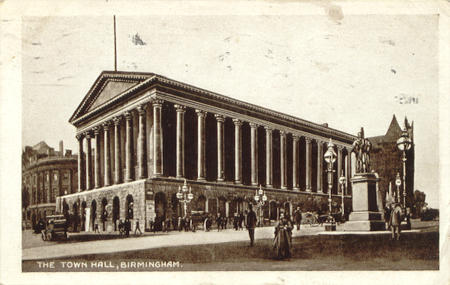 THE TOWN HALL, BIRMINGHAM.